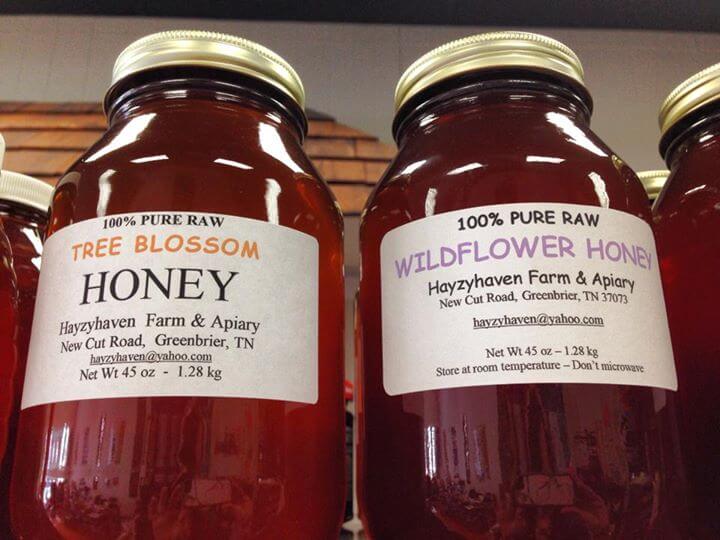 100% PURE RAW
TREE BLOSSOM
HONEY
Hayzyhaven Farm & Apiary
New Cut Road, Greenbrier, TN
hayzyhaven@yahoo.com
Net Wt 45 oz - 1.28 kg
100% PURE RAW
WILDFLOWER HONEY
Hayzyhaven Farm & Apiary
New Cut Road, Greenbrier, TN 37073
hayzyhaven@yahoo.com
Net Wt 45 oz – 1.28 kg
Store at room temperature – Don't microwave